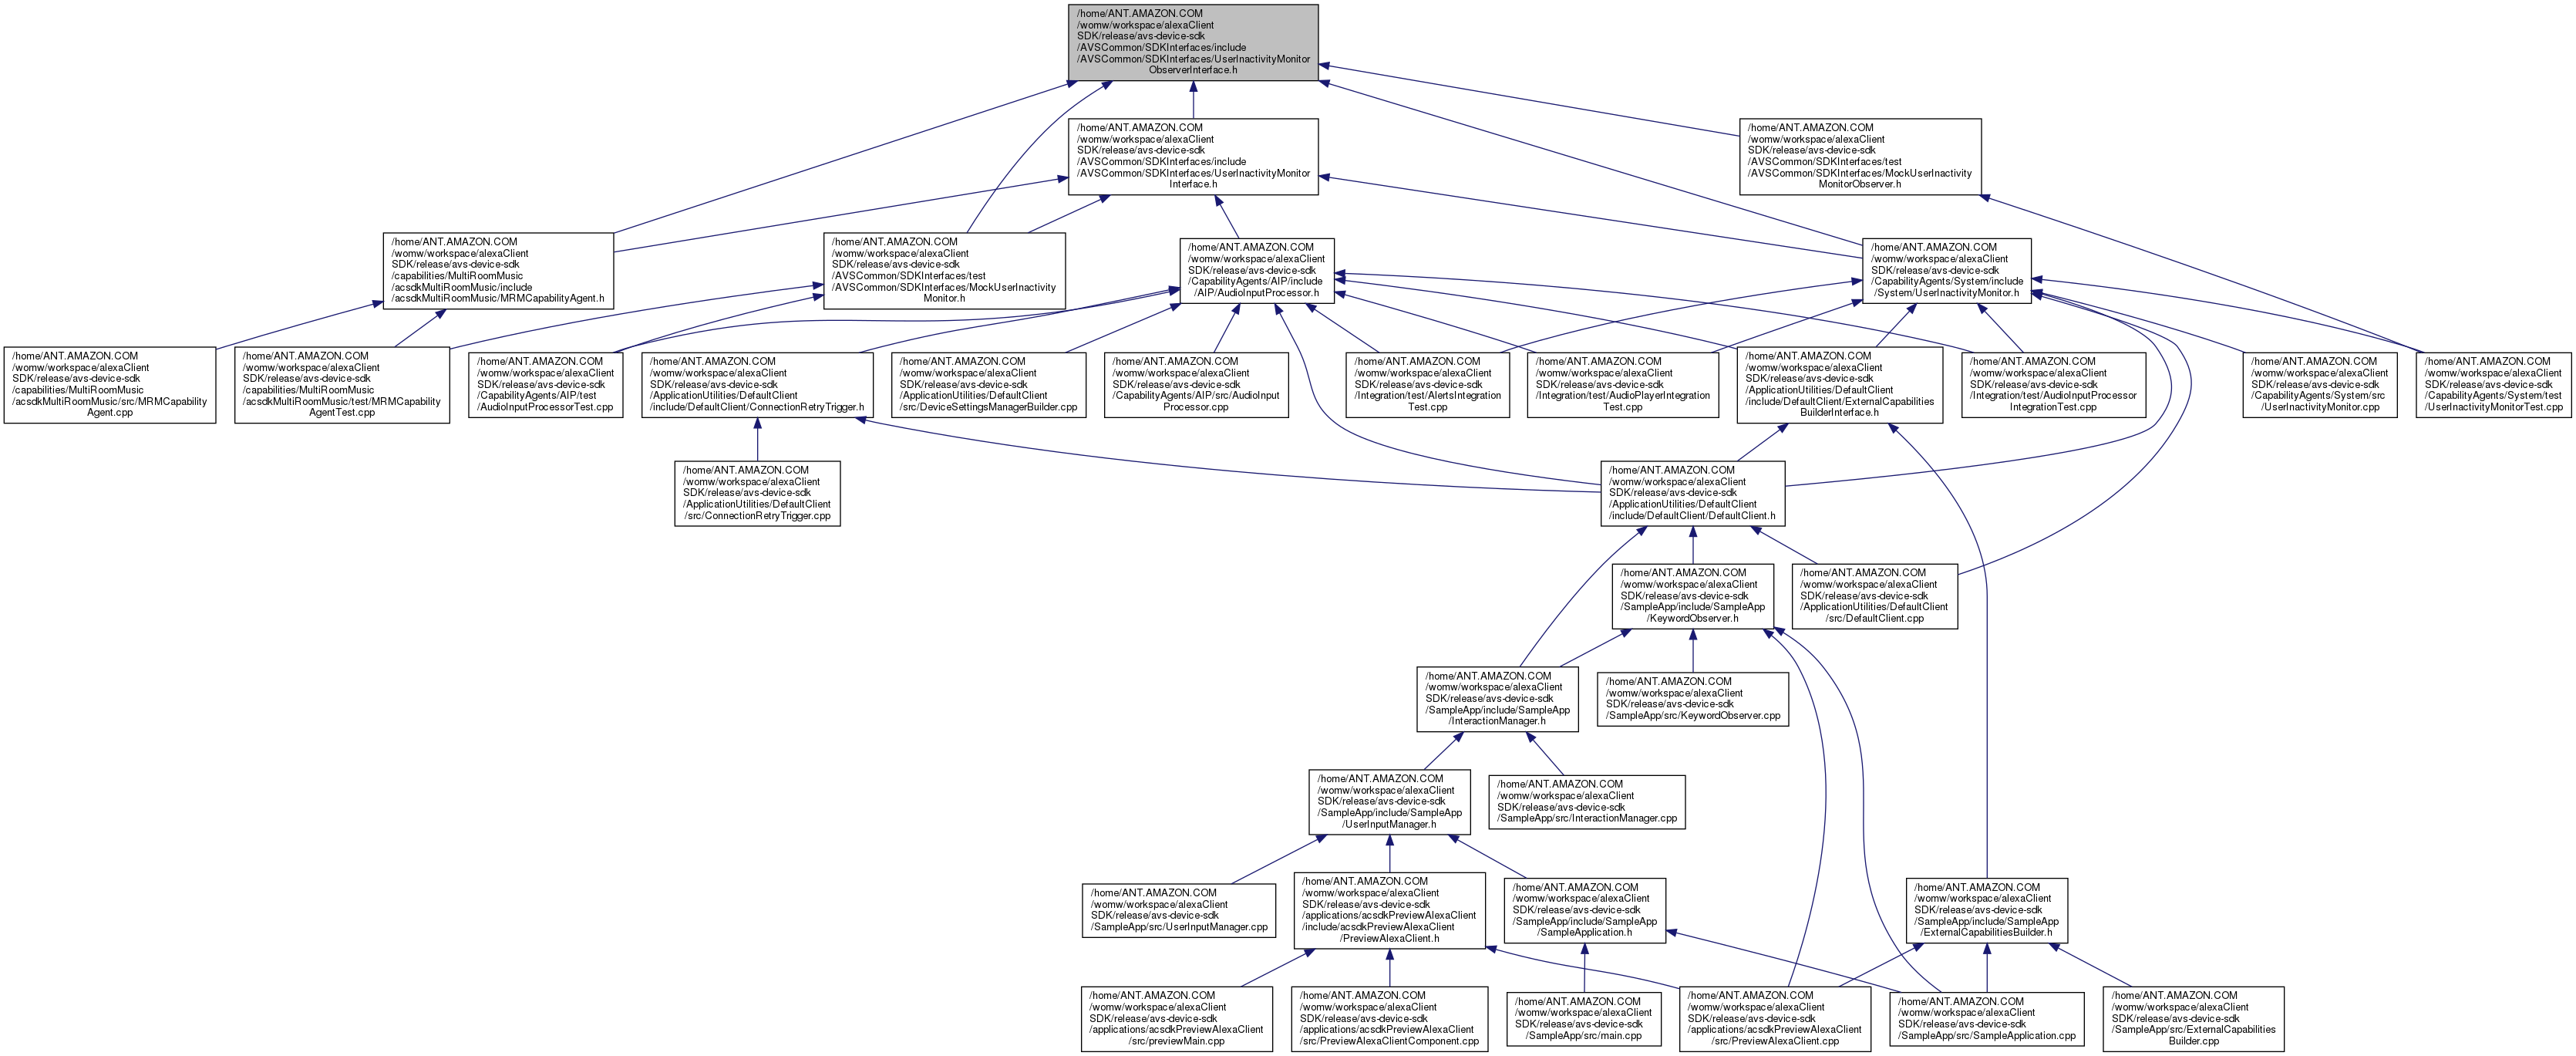 /home/ANT.AMAZON.COM
/womw/workspace/alexaClient
SDK/release/avs-device-sdk
/AVSCommon/SDKInterfaces/include
/AVSCommon/SDKInterfaces/UserInactivityMonitor
ObserverInterface.h
/home/ANT.AMAZON.COM
/womw/workspace/alexaClient
SDK/release/avs-device-sdk
/AVSCommon/SDKInterfaces/include
/AVSCommon/SDKInterfaces/UserInactivityMonitor
Interface.h
/home/ANT.AMAZON.COM
/womw/workspace/alexaClient
SDK/release/avs-device-sdk
/AVSCommon/SDKInterfaces/test
/AVSCommon/SDKInterfaces/MockUserInactivity
MonitorObserver.h
/home/ANT.AMAZON.COM
/womw/workspace/alexaClient
SDK/release/avs-device-sdk
/capabilities/MultiRoomMusic
/acsdkMultiRoomMusic/include
/acsdkMultiRoomMusic/MRMCapabilityAgent.h
/home/ANT.AMAZON.COM
/womw/workspace/alexaClient
SDK/release/avs-device-sdk
/AVSCommon/SDKInterfaces/test
/AVSCommon/SDKInterfaces/MockUserInactivity
Monitor.h
/home/ANT.AMAZON.COM
/womw/workspace/alexaClient
SDK/release/avs-device-sdk
/CapabilityAgents/AIP/include
/AIP/AudioInputProcessor.h
/home/ANT.AMAZON.COM
/womw/workspace/alexaClient
SDK/release/avs-device-sdk
/CapabilityAgents/System/include
/System/UserInactivityMonitor.h
/home/ANT.AMAZON.COM
/womw/workspace/alexaClient
SDK/release/avs-device-sdk
/capabilities/MultiRoomMusic
/acsdkMultiRoomMusic/src/MRMCapability
Agent.cpp
/home/ANT.AMAZON.COM
/womw/workspace/alexaClient
SDK/release/avs-device-sdk
/capabilities/MultiRoomMusic
/acsdkMultiRoomMusic/test/MRMCapability
AgentTest.cpp
/home/ANT.AMAZON.COM
/womw/workspace/alexaClient
SDK/release/avs-device-sdk
/CapabilityAgents/AIP/test
/AudioInputProcessorTest.cpp
/home/ANT.AMAZON.COM
/womw/workspace/alexaClient
SDK/release/avs-device-sdk
/ApplicationUtilities/DefaultClient
/include/DefaultClient/ConnectionRetryTrigger.h
/home/ANT.AMAZON.COM
/womw/workspace/alexaClient
SDK/release/avs-device-sdk
/ApplicationUtilities/DefaultClient
/src/DeviceSettingsManagerBuilder.cpp
/home/ANT.AMAZON.COM
/womw/workspace/alexaClient
SDK/release/avs-device-sdk
/CapabilityAgents/AIP/src/AudioInput
Processor.cpp
/home/ANT.AMAZON.COM
/womw/workspace/alexaClient
SDK/release/avs-device-sdk
/Integration/test/AlertsIntegration
Test.cpp
/home/ANT.AMAZON.COM
/womw/workspace/alexaClient
SDK/release/avs-device-sdk
/Integration/test/AudioPlayerIntegration
Test.cpp
/home/ANT.AMAZON.COM
/womw/workspace/alexaClient
SDK/release/avs-device-sdk
/ApplicationUtilities/DefaultClient
/include/DefaultClient/ExternalCapabilities
BuilderInterface.h
/home/ANT.AMAZON.COM
/womw/workspace/alexaClient
SDK/release/avs-device-sdk
/Integration/test/AudioInputProcessor
IntegrationTest.cpp
/home/ANT.AMAZON.COM
/womw/workspace/alexaClient
SDK/release/avs-device-sdk
/CapabilityAgents/System/src
/UserInactivityMonitor.cpp
/home/ANT.AMAZON.COM
/womw/workspace/alexaClient
SDK/release/avs-device-sdk
/CapabilityAgents/System/test
/UserInactivityMonitorTest.cpp
/home/ANT.AMAZON.COM
/womw/workspace/alexaClient
SDK/release/avs-device-sdk
/ApplicationUtilities/DefaultClient
/src/ConnectionRetryTrigger.cpp
/home/ANT.AMAZON.COM
/womw/workspace/alexaClient
SDK/release/avs-device-sdk
/ApplicationUtilities/DefaultClient
/include/DefaultClient/DefaultClient.h
/home/ANT.AMAZON.COM
/womw/workspace/alexaClient
SDK/release/avs-device-sdk
/SampleApp/include/SampleApp
/KeywordObserver.h
/home/ANT.AMAZON.COM
/womw/workspace/alexaClient
SDK/release/avs-device-sdk
/ApplicationUtilities/DefaultClient
/src/DefaultClient.cpp
/home/ANT.AMAZON.COM
/womw/workspace/alexaClient
SDK/release/avs-device-sdk
/SampleApp/include/SampleApp
/InteractionManager.h
/home/ANT.AMAZON.COM
/womw/workspace/alexaClient
SDK/release/avs-device-sdk
/SampleApp/src/KeywordObserver.cpp
/home/ANT.AMAZON.COM
/womw/workspace/alexaClient
SDK/release/avs-device-sdk
/SampleApp/include/SampleApp
/UserInputManager.h
/home/ANT.AMAZON.COM
/womw/workspace/alexaClient
SDK/release/avs-device-sdk
/SampleApp/src/InteractionManager.cpp
/home/ANT.AMAZON.COM
/womw/workspace/alexaClient
SDK/release/avs-device-sdk
/SampleApp/src/UserInputManager.cpp
/home/ANT.AMAZON.COM
/womw/workspace/alexaClient
SDK/release/avs-device-sdk
/applications/acsdkPreviewAlexaClient
/include/acsdkPreviewAlexaClient
/PreviewAlexaClient.h
/home/ANT.AMAZON.COM
/womw/workspace/alexaClient
SDK/release/avs-device-sdk
/SampleApp/include/SampleApp
/SampleApplication.h
/home/ANT.AMAZON.COM
/womw/workspace/alexaClient
SDK/release/avs-device-sdk
/SampleApp/include/SampleApp
/ExternalCapabilitiesBuilder.h
/home/ANT.AMAZON.COM
/womw/workspace/alexaClient
SDK/release/avs-device-sdk
/applications/acsdkPreviewAlexaClient
/src/previewMain.cpp
/home/ANT.AMAZON.COM
/womw/workspace/alexaClient
SDK/release/avs-device-sdk
/applications/acsdkPreviewAlexaClient
/src/PreviewAlexaClientComponent.cpp
/home/ANT.AMAZON.COM
/womw/workspace/alexaClient
SDK/release/avs-device-sdk
/SampleApp/src/main.cpp
/home/ANT.AMAZON.COM
/womw/workspace/alexaClient
SDK/release/avs-device-sdk
/applications/acsdkPreviewAlexaClient
/src/PreviewAlexaClient.cpp
/home/ANT.AMAZON.COM
/womw/workspace/alexaClient
SDK/release/avs-device-sdk
/SampleApp/src/SampleApplication.cpp
/home/ANT.AMAZON.COM
/womw/workspace/alexaClient
SDK/release/avs-device-sdk
/SampleApp/src/ExternalCapabilities
Builder.cpp